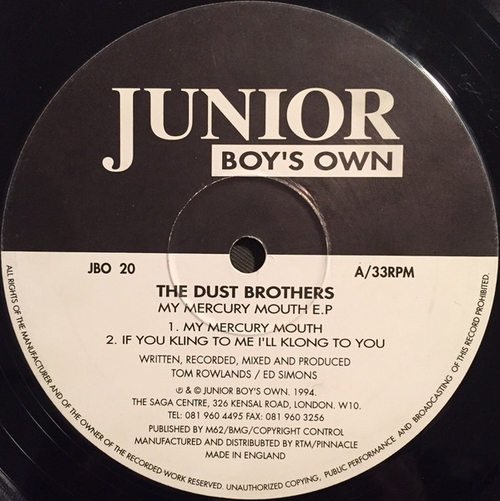 JUNIOR
BOY'S OWN
JBO 20
A/33RPM
THE DUST BROTHERS
MY MERCURY MOUTH E.P
1. MY MERCURY MOUTH
2. IF YOU KLING TO ME I'LL KLONG TO YOU
WRITTEN, RECORDED, MIXED AND PRODUCED
TOM ROWLANDS / ED SIMONS
℗ & © JUNIOR BOY'S OWN. 1994.
THE SAGA CENTRE, 326 KENSAL ROAD, LONDON. W10.
TEL: 081 960 4495 FAX: 081 960 3256
PUBLISHED BY M62/BMG/COPYRIGHT CONTROL
MANUFACTURED AND DISTRIBUBTED BY RTM/PINNACLE
MADE IN ENGLAND
ALL RIGHTS OF THE MANUFACTURER AND OF THE OWNER OF THE RECORDED WORK RESERVED. UNAUTHORIZED COPYING, PUBLIC PERFORMANCE AND BROADCASTING OF THIS RECORD PROHIBITED.